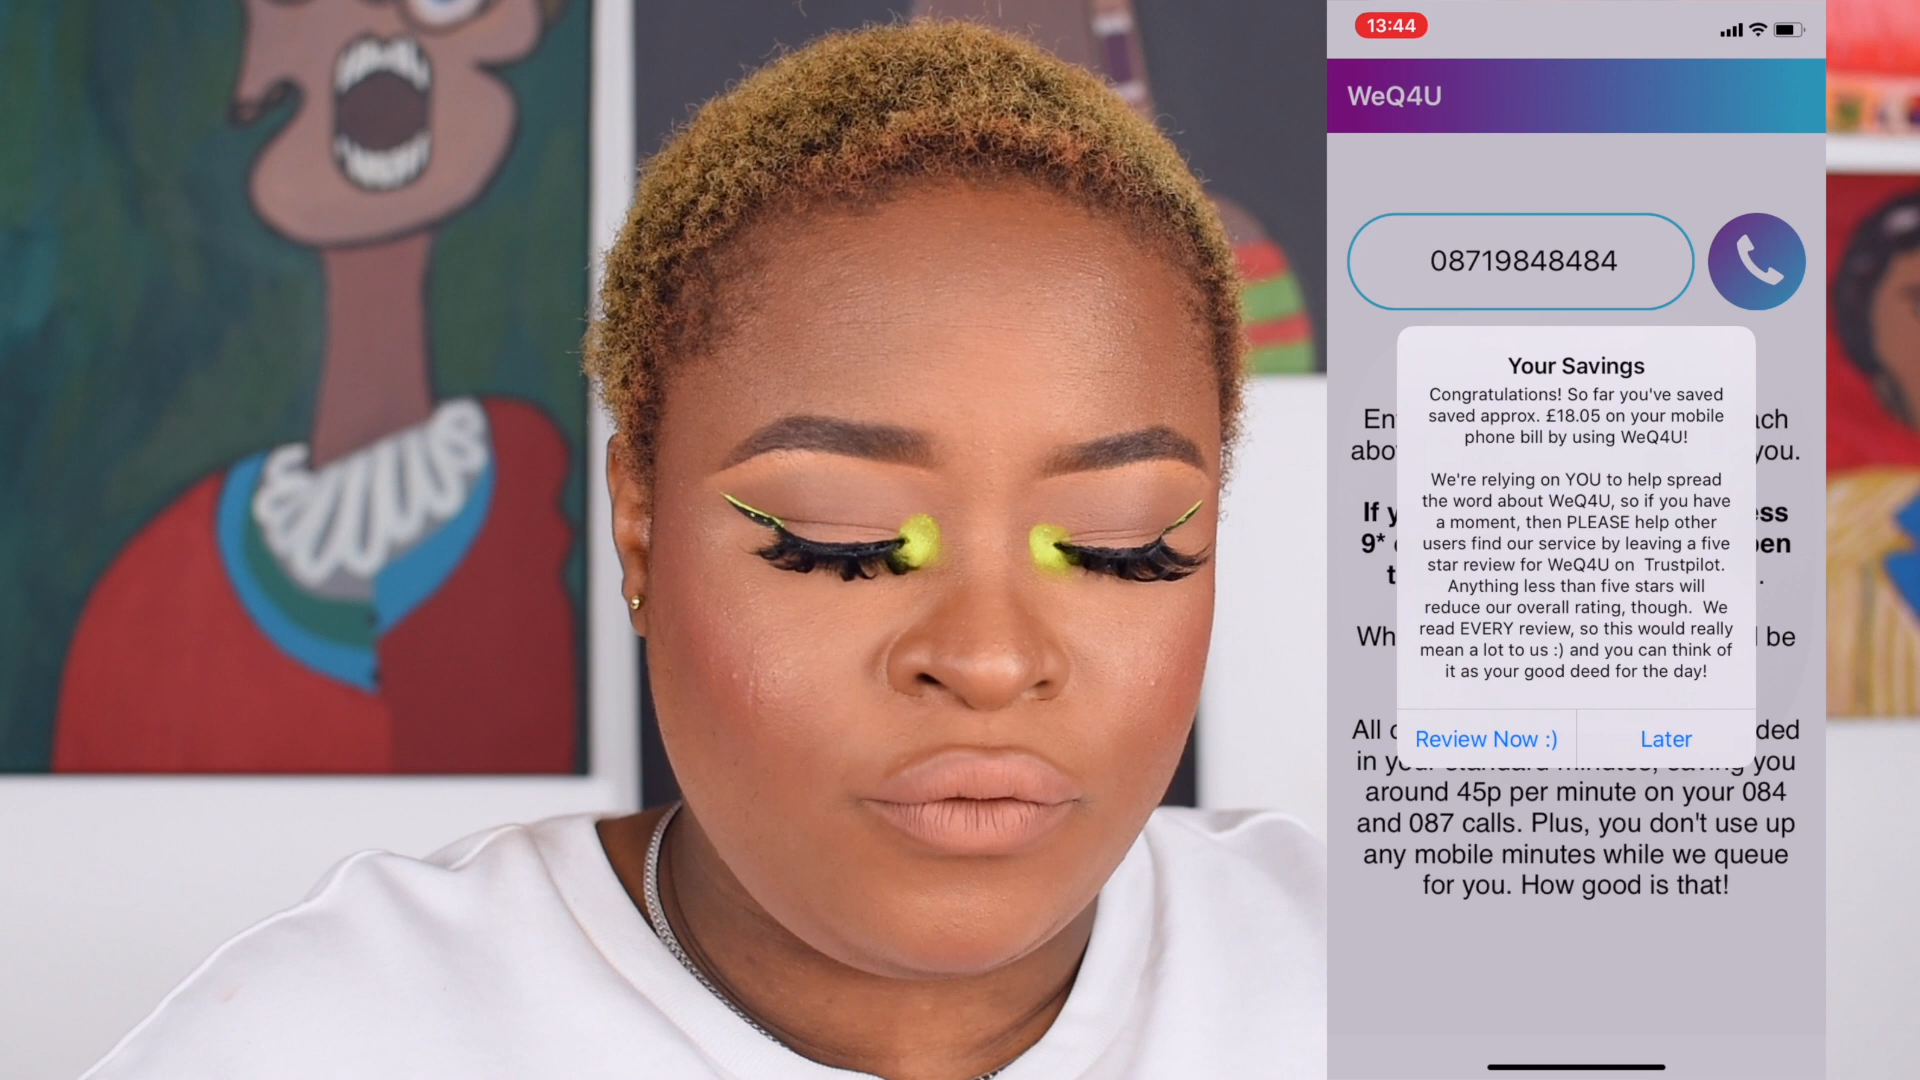 13:44
WeQ4U
08719848484
Your Savings
Congratulations! So far you've saved
saved approx. £18.05 on your mobile
phone bill by using WeQ4U!
We're relying on YOU to help spread
the word about WeQ4U, so if you have
a moment, then PLEASE help other
users find our service by leaving a five
star review for WeQ4U on Trustpilot.
Anything less than five stars will
reduce our overall rating, though. We
read EVERY review, so this would really
mean a lot to us :) and you can think of
it as your good deed for the day!
Review Now :)
Later
If
9*
be
All
in
you
around 45p per minute on your 084
and 087 calls. Plus, you don't use up
any mobile minutes while we queue
for you. How good is that!